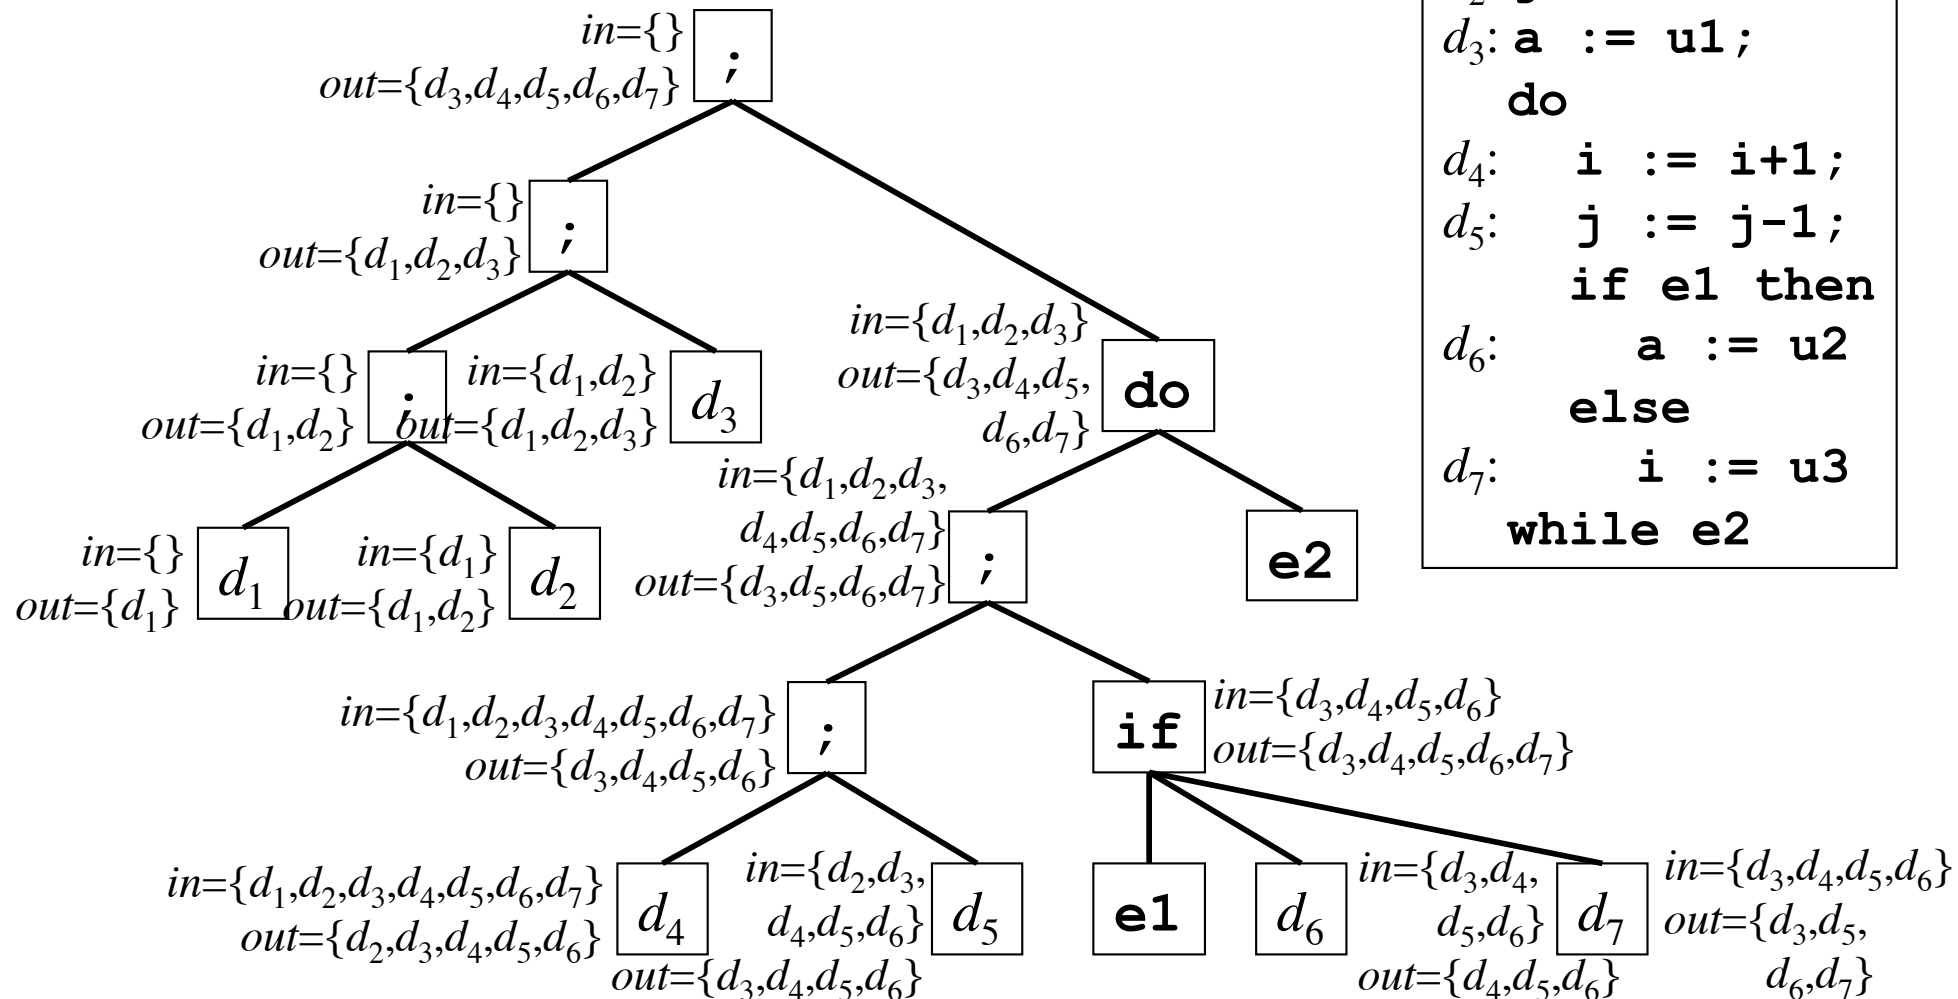 in={}
out={d₃,d₄,d₅,d₆,d₇}
;
in={}
out={d₁,d₂,d₃}
;
in={}
out={d₁,d₂}
;
in={d₁,d₂}
out={d₁,d₂,d₃}
d₃
in={d₁,d₂,d₃}
out={d₃,d₄,d₅,
d₆,d₇}
do
in={}
out={d₁}
d₁
in={d₁}
out={d₁,d₂}
d₂
in={d₁,d₂,d₃,
d₄,d₅,d₆,d₇}
out={d₃,d₅,d₆,d₇}
;
e2
in={d₁,d₂,d₃,d₄,d₅,d₆,d₇}
out={d₃,d₄,d₅,d₆}
;
if
in={d₃,d₄,d₅,d₆}
out={d₃,d₄,d₅,d₆,d₇}
in={d₁,d₂,d₃,d₄,d₅,d₆,d₇}
out={d₂,d₃,d₄,d₅,d₆}
d₄
in={d₂,d₃,
d₄,d₅,d₆}
out={d₃,d₄,d₅,d₆}
d₅
e1
d₆
in={d₃,d₄,
d₅,d₆}
out={d₄,d₅,d₆}
d₇
in={d₃,d₄,d₅,d₆}
out={d₃,d₅,
d₆,d₇}
d₃: a := u1;
do
d₄: i := i+1;
d₅: j := j-1;
if e1 then
d₆: a := u2
else
d₇: i := u3
while e2